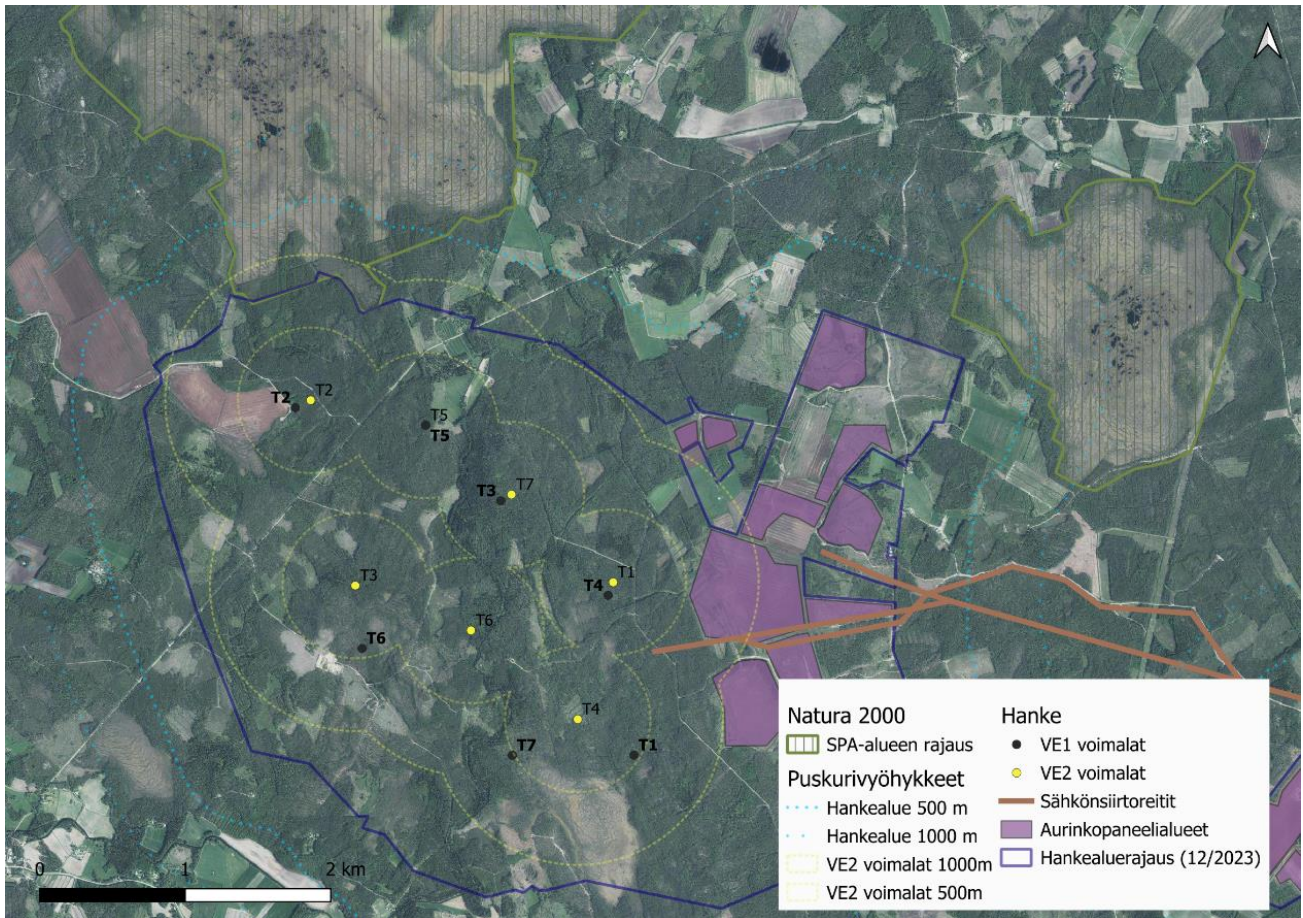 T2
T2
T5
T5
T3
T7
T3
T1
T4
T6
T6
T4
T7
T1
0
1
2 km
Natura 2000
SPA-alueen rajaus
Puskurivyöhykkeet
Hankealue 500 m
Hankealue 1000 m
VE2 voimalat 1000m
VE2 voimalat 500m
Hanke
VE1 voimalat
VE2 voimalat
Sähkönsiirtoreitit
Aurinkopaneelialueet
Hankealuerajaus (12/2023)